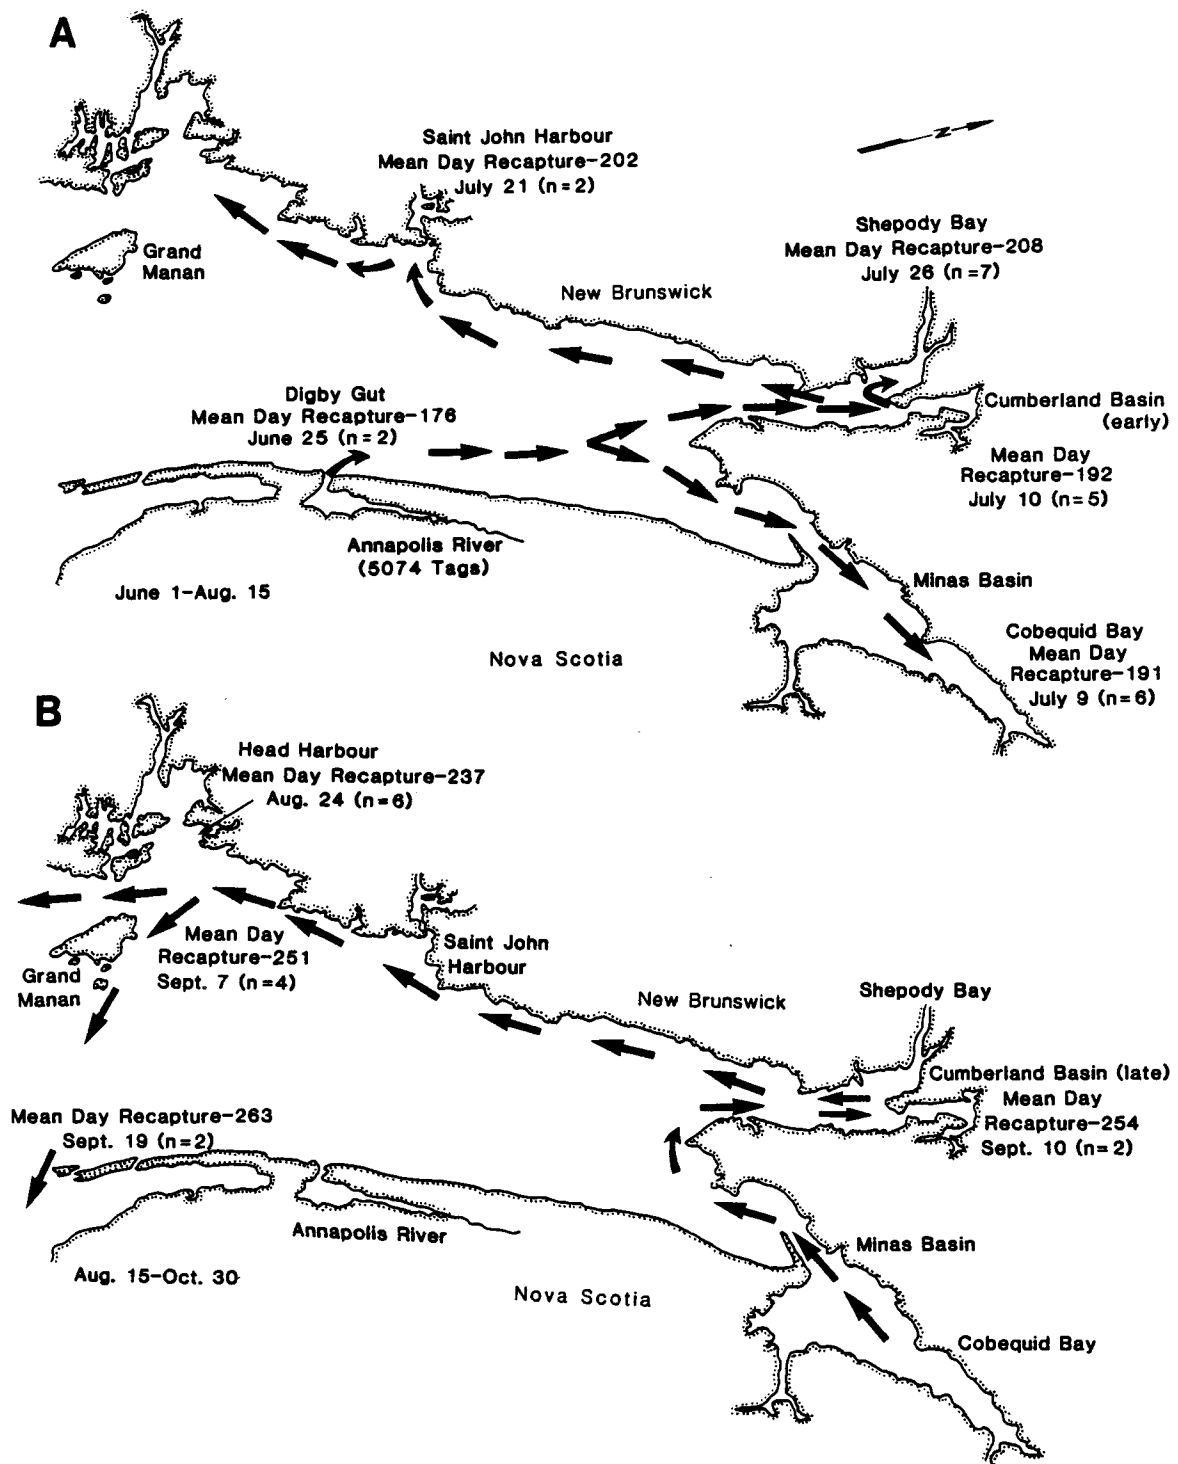 A
Saint John Harbour
Mean Day Recapture-202
July 21 (n=2)
N
Shepody Bay
Mean Day Recapture-208
July 26 (n=7)
Grand
Manan
New Brunswick
Digby Gut
Mean Day Recapture-176
June 25 (n=2)
Cumberland Basin
(early)
Mean Day
Recapture-192
July 10 (n=5)
Annapolis River
(5074 Tags)
June 1-Aug. 15
Minas Basin
Nova Scotia
Cobequid Bay
Mean Day
Recapture-191
July 9 (n=6)
B
Head Harbour
Mean Day Recapture-237
Aug. 24 (n=6)
Mean Day
Recapture-251
Sept. 7 (n=4)
Grand
Manan
Saint John
Harbour
New Brunswick
Shepody Bay
Cumberland Basin (late)
Mean Day
Recapture-254
Sept. 10 (n=2)
Mean Day Recapture-263
Sept. 19 (n=2)
Annapolis River
Aug. 15-Oct. 30
Minas Basin
Nova Scotia
Cobequid Bay